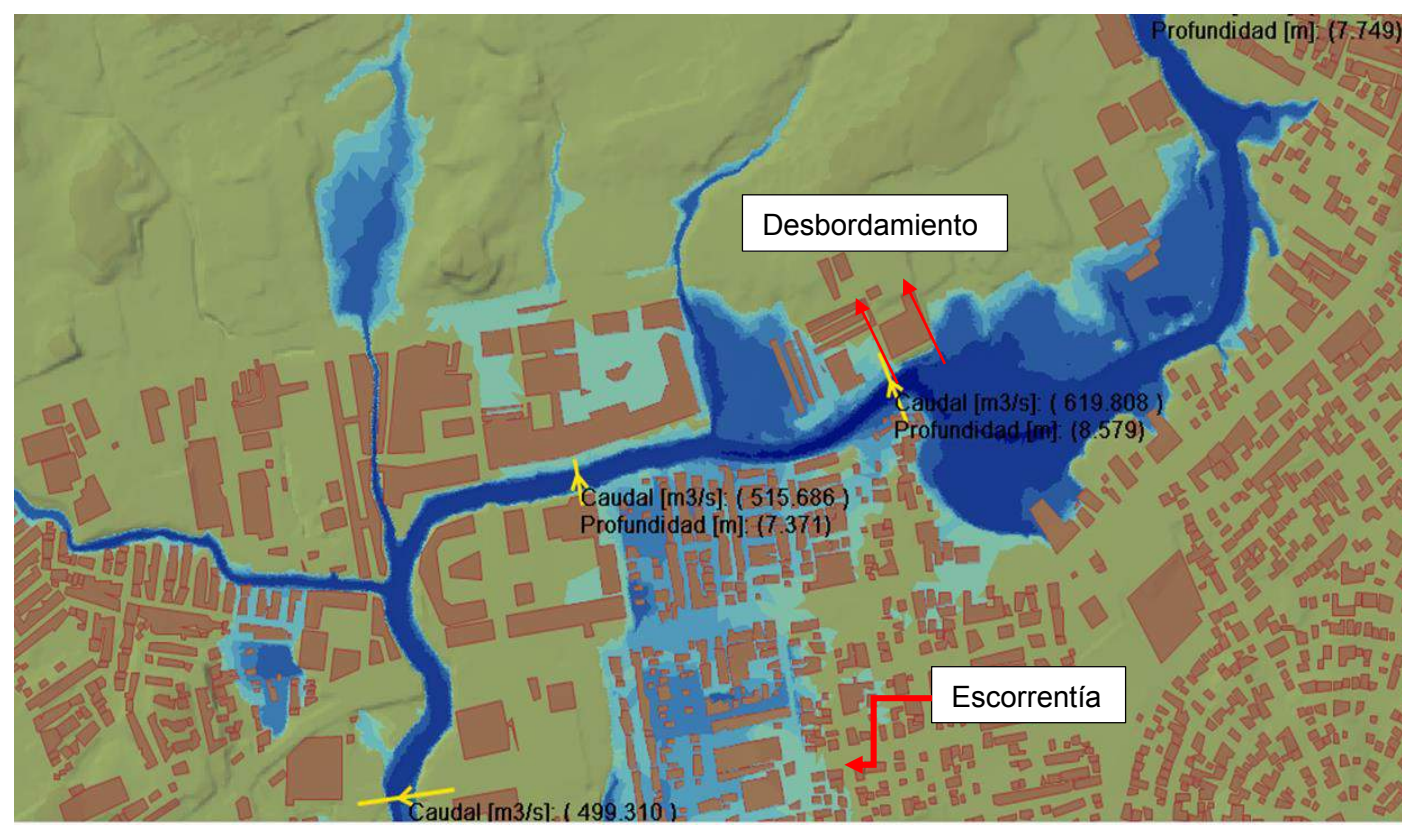 Profundidad [m]: (7.749)
Desbordamiento
Caudal [m3/s]: ( 619.808 )
Profundidad [m]: (8.579)
Caudal [m3/s]: ( 515.686 )
Profundidad [m]: (7.371)
Escorrentía
Caudal [m3/s]: ( 499.310 )